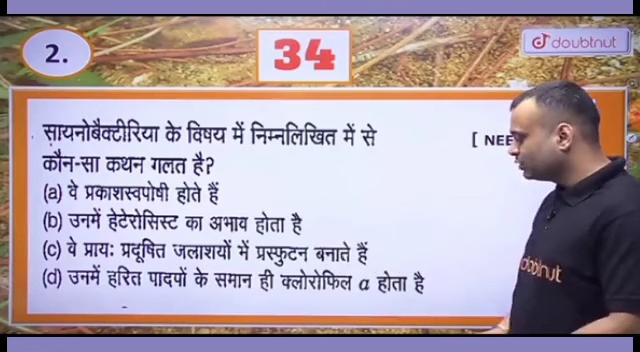 2.
34
doubtnut
सायनोबैक्टीरिया के विषय में निम्नलिखित में से
[ NEE
कौन-सा कथन गलत है?
(a) वे प्रकाशस्वपोषी होते हैं
(b) उनमें हेटेरोसिस्ट का अभाव होता है
(c) वे प्रायः प्रदूषित जलाशयों में प्रस्फुटन बनाते हैं
(d) उनमें हरित पादपों के समान ही क्लोरोफिल a होता है
doubtnut